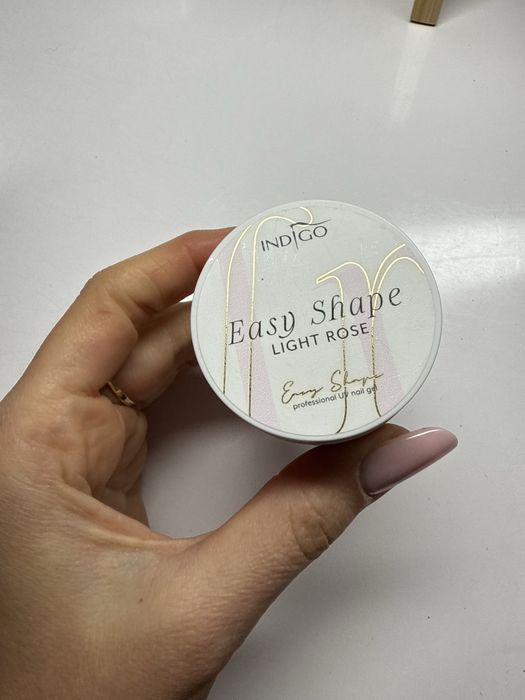 INDIGO
Easy Shape
LIGHT ROSE
Easy Shape
professional UV nail gel